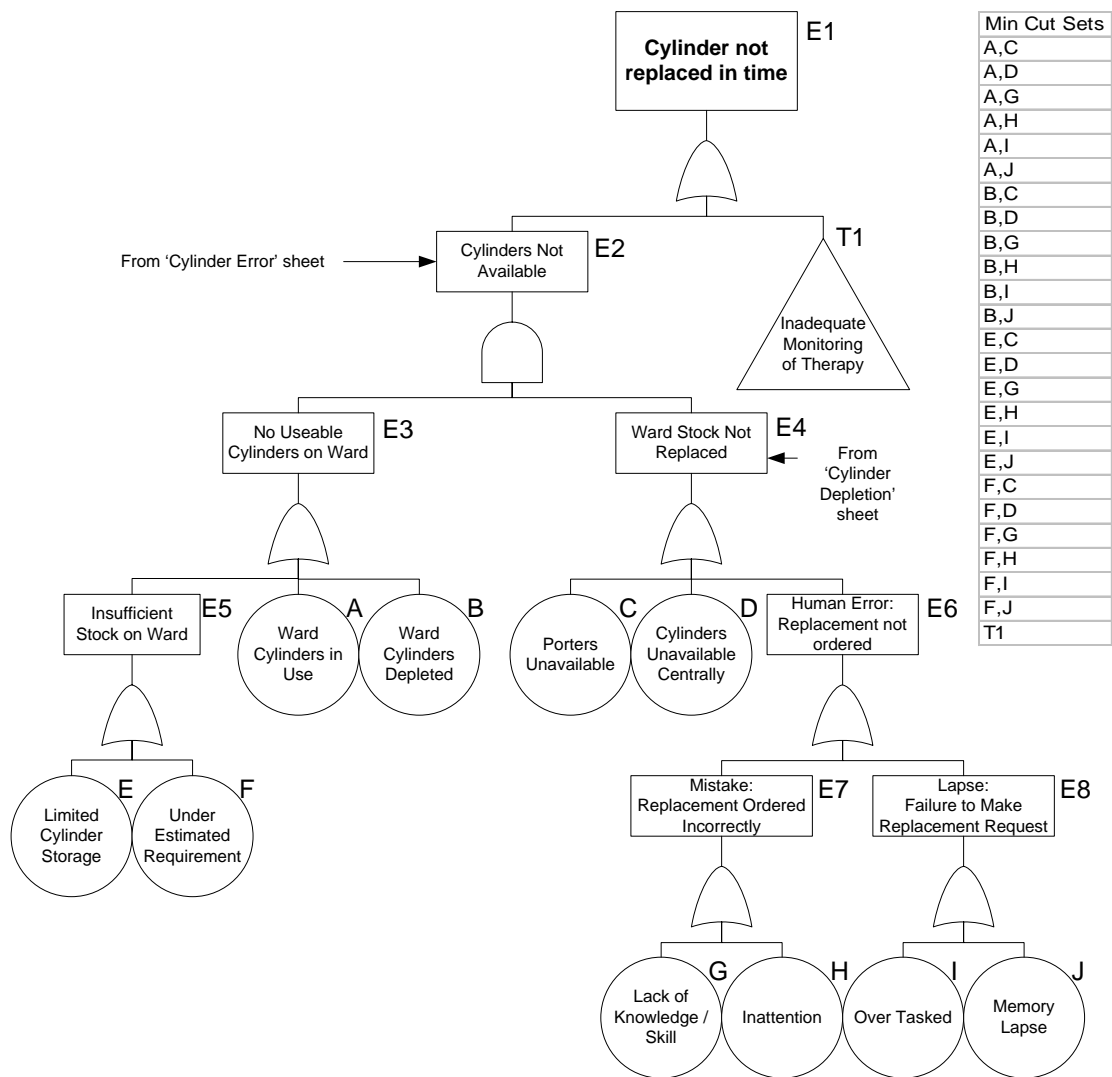 E1
Cylinder not
replaced in time
E2
Cylinders Not
Available
From ‘Cylinder Error’ sheet
T1
Inadequate
Monitoring
of Therapy
E3
No Useable
Cylinders on Ward
E4
Ward Stock Not
Replaced
From
‘Cylinder
Depletion’
sheet
E5
Insufficient
Stock on Ward
A
Ward
Cylinders in
Use
B
Ward
Cylinders
Depleted
C
Porters
Unavailable
D
Cylinders
Unavailable
Centrally
E6
Human Error:
Replacement not
ordered
E
Limited
Cylinder
Storage
F
Under
Estimated
Requirement
E7
Mistake:
Replacement Ordered
Incorrectly
E8
Lapse:
Failure to Make
Replacement Request
G
Lack of
Knowledge /
Skill
H
Inattention
I
Over Tasked
J
Memory
Lapse
Min Cut Sets
A,C
A,D
A,G
A,H
A,I
A,J
B,C
B,D
B,G
B,H
B,I
B,J
E,C
E,D
E,G
E,H
E,I
E,J
F,C
F,D
F,G
F,H
F,I
F,J
T1